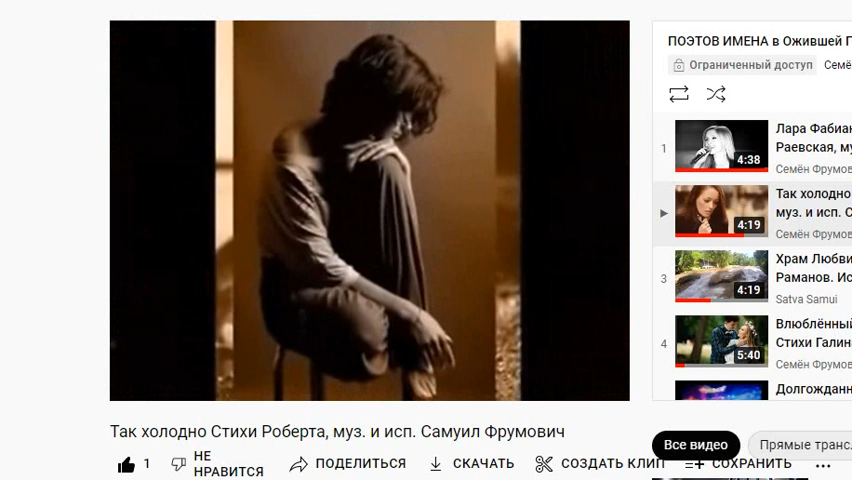 ПОЭТОВ ИМЕНА в Ожившей
Ограниченный доступ Семё
1
4:38
Лара Фабиан
Раевская, му
Семён Фрумов
4:19
Так холодно
муз. и исп. С
Семён Фрумов
3
4:19
Храм Любви
Раманов. Ис
Satva Samui
4
5:40
Влюблённый
Стихи Галин
Семён Фрумов
Долгожданн
Так холодно Стихи Роберта, муз. и исп. Самуил Фрумович
1
НЕ НРАВИТСЯ
ПОДЕЛИТЬСЯ
СКАЧАТЬ
СОЗДАТЬ КЛИП
СОХРАНИТЬ
Все видео
Прямые транс